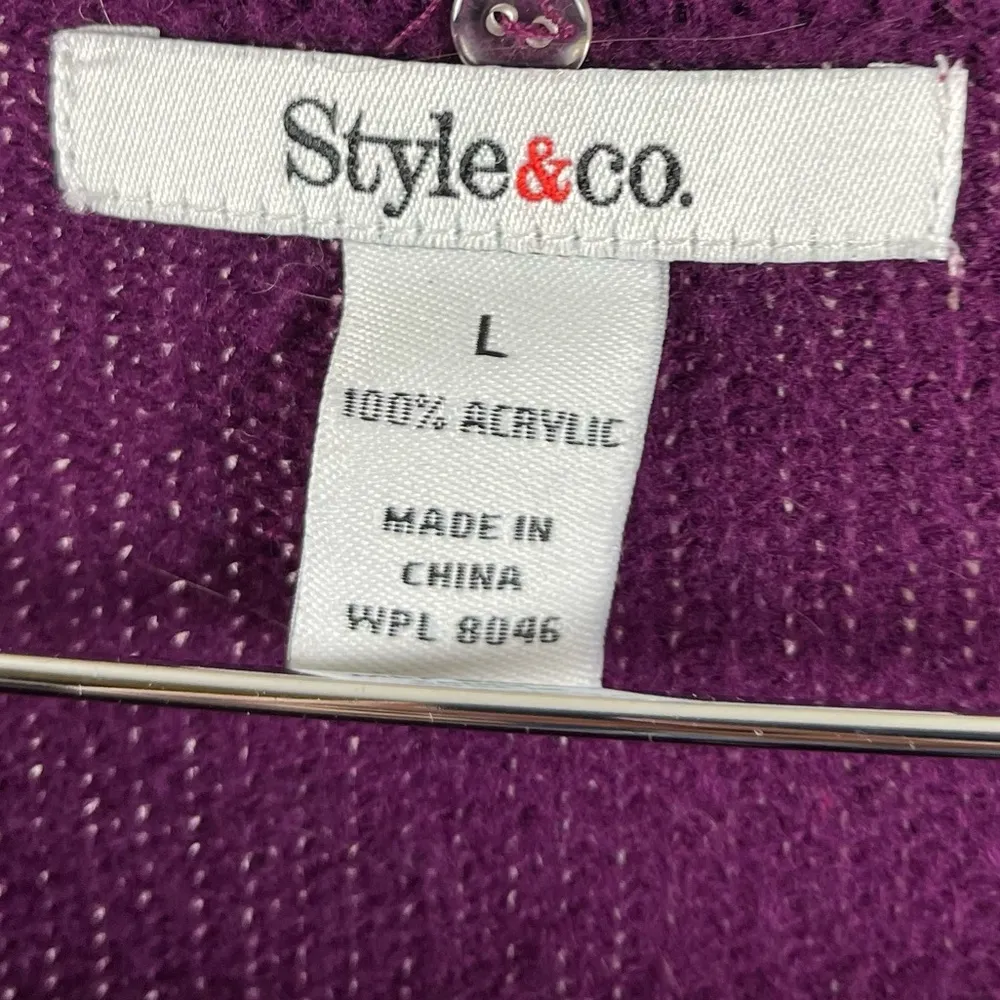 Style&co.
L
100% ACRYLIC
MADE IN
CHINA
WPL 8046